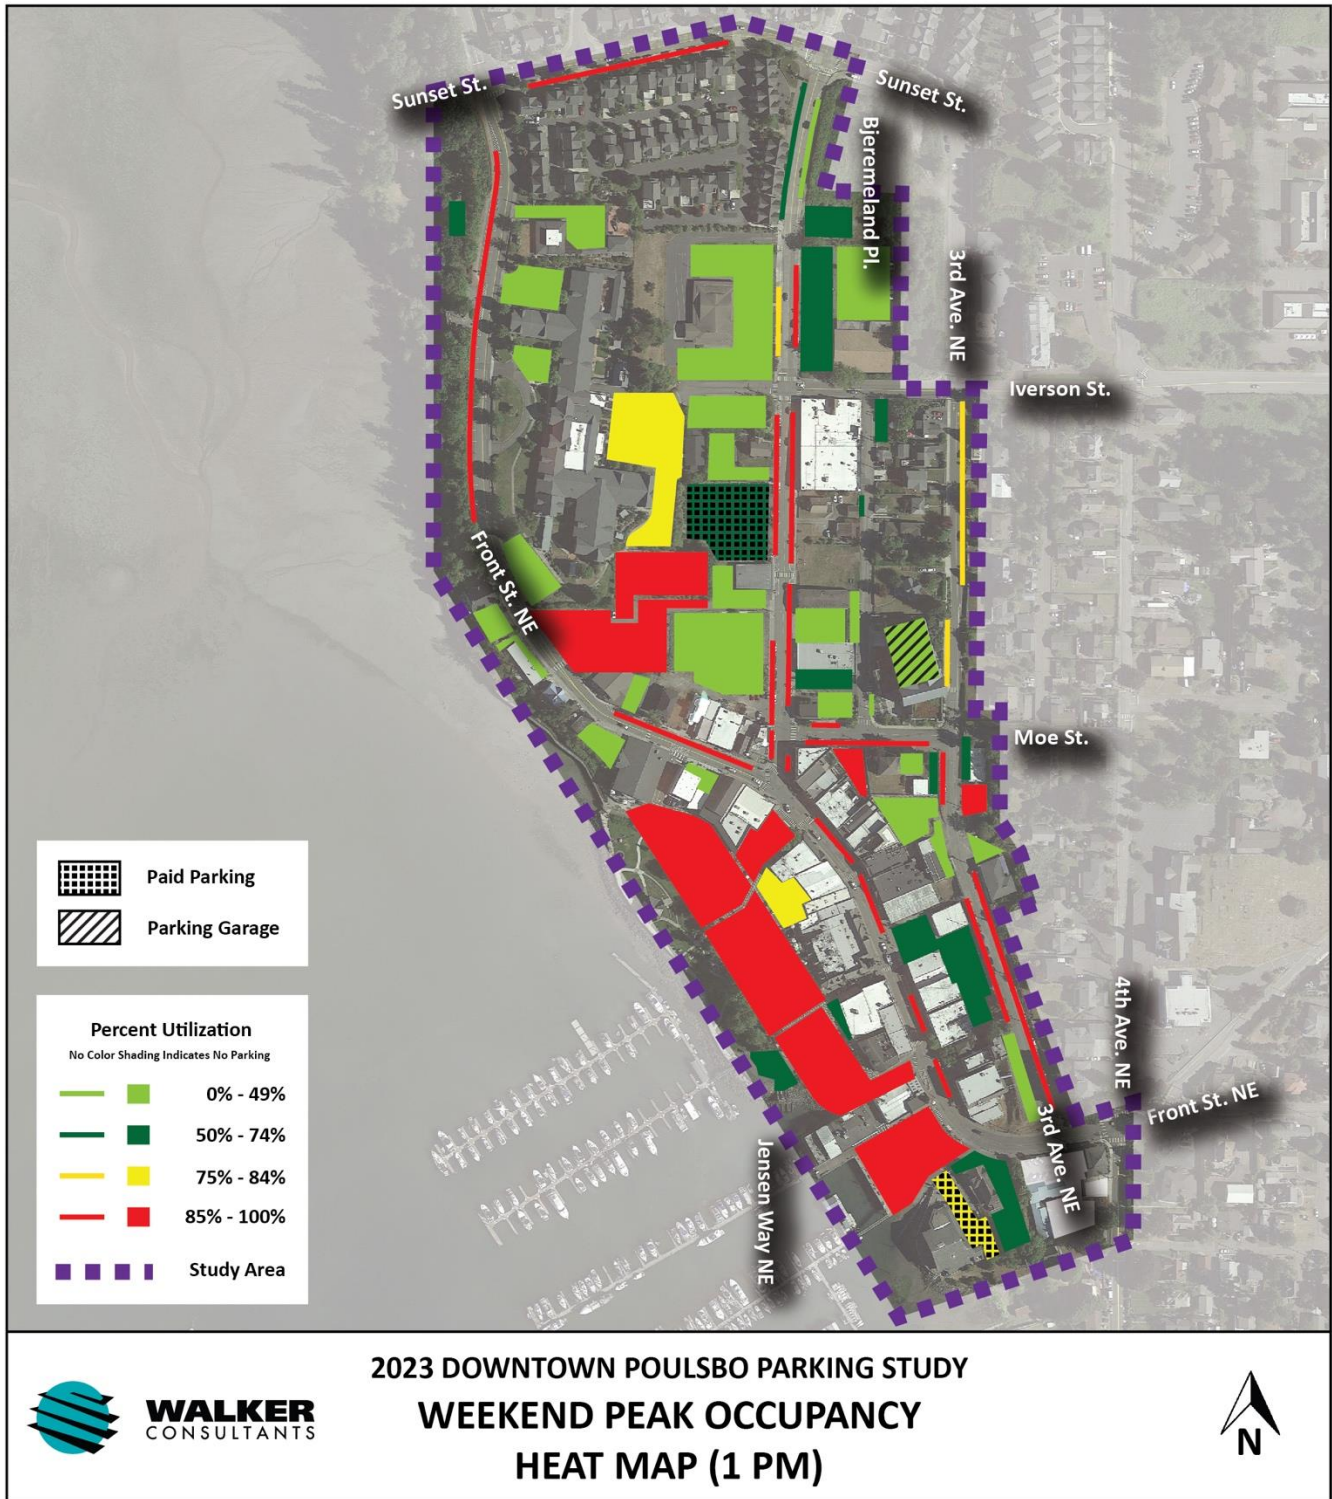 Sunset St.
Sunset St.
Bjeremeland Pl.
3rd Ave. NE
Iverson St.
Front St. NE
Moe St.
Paid Parking
Parking Garage
4th Ave. NE
Percent Utilization
No Color Shading Indicates No Parking
0% - 49%
50% - 74%
75% - 84%
85% - 100%
Study Area
Front St. NE
3rd Ave. NE
Jensen Way NE
WALKER
CONSULTANTS
2023 DOWNTOWN POULSBO PARKING STUDY
WEEKEND PEAK OCCUPANCY
HEAT MAP (1 PM)
N